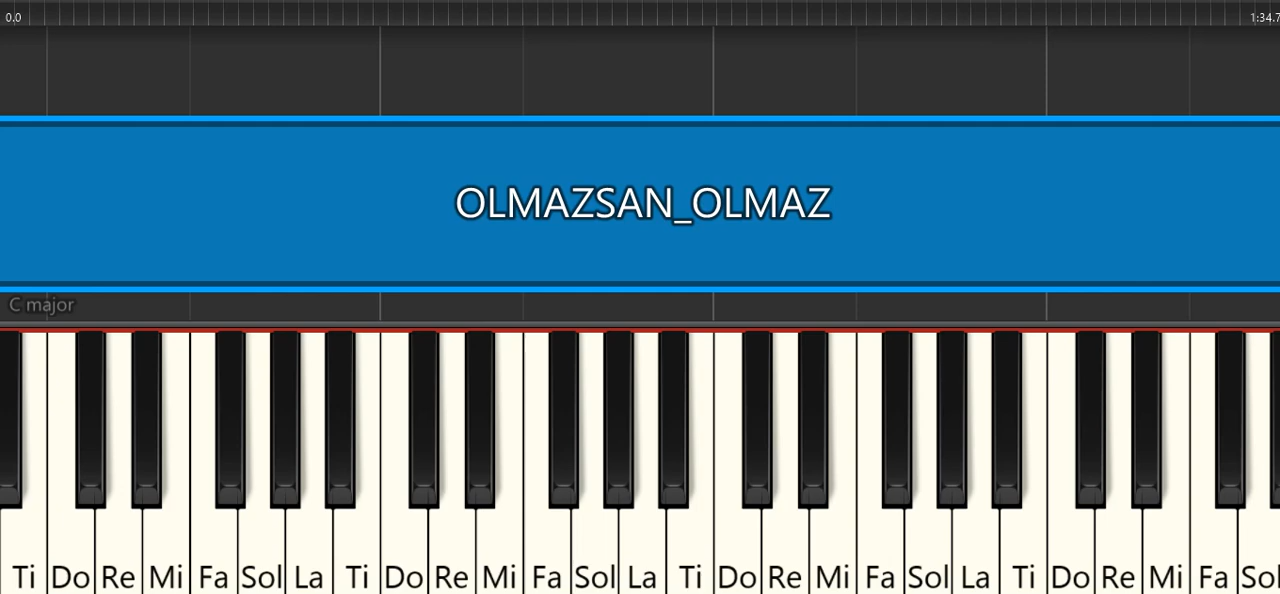 0,0 1:34.7
OLMAZSAN_OLMAZ
C major
Ti Do Re Mi Fa Sol La Ti Do Re Mi Fa Sol La Ti Do Re Mi Fa Sol La Ti Do Re Mi Fa Sol